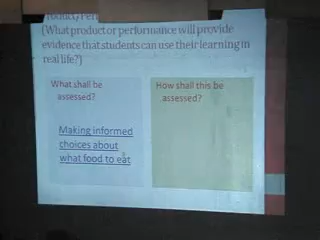 (What product or performance will provide
evidence that students can use their learning in
real life?)
What shall be
assessed?
Making informed
choices about
what food to eat
How shall this be
assessed?